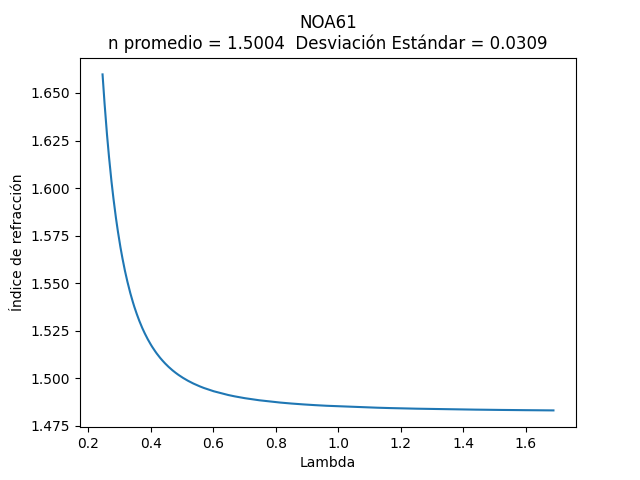 NOA61
n promedio = 1.5004  Desviación Estándar = 0.0309
Índice de refracción
1.650
1.625
1.600
1.575
1.550
1.525
1.500
1.475
0.2 0.4 0.6 0.8 1.0 1.2 1.4 1.6
Lambda